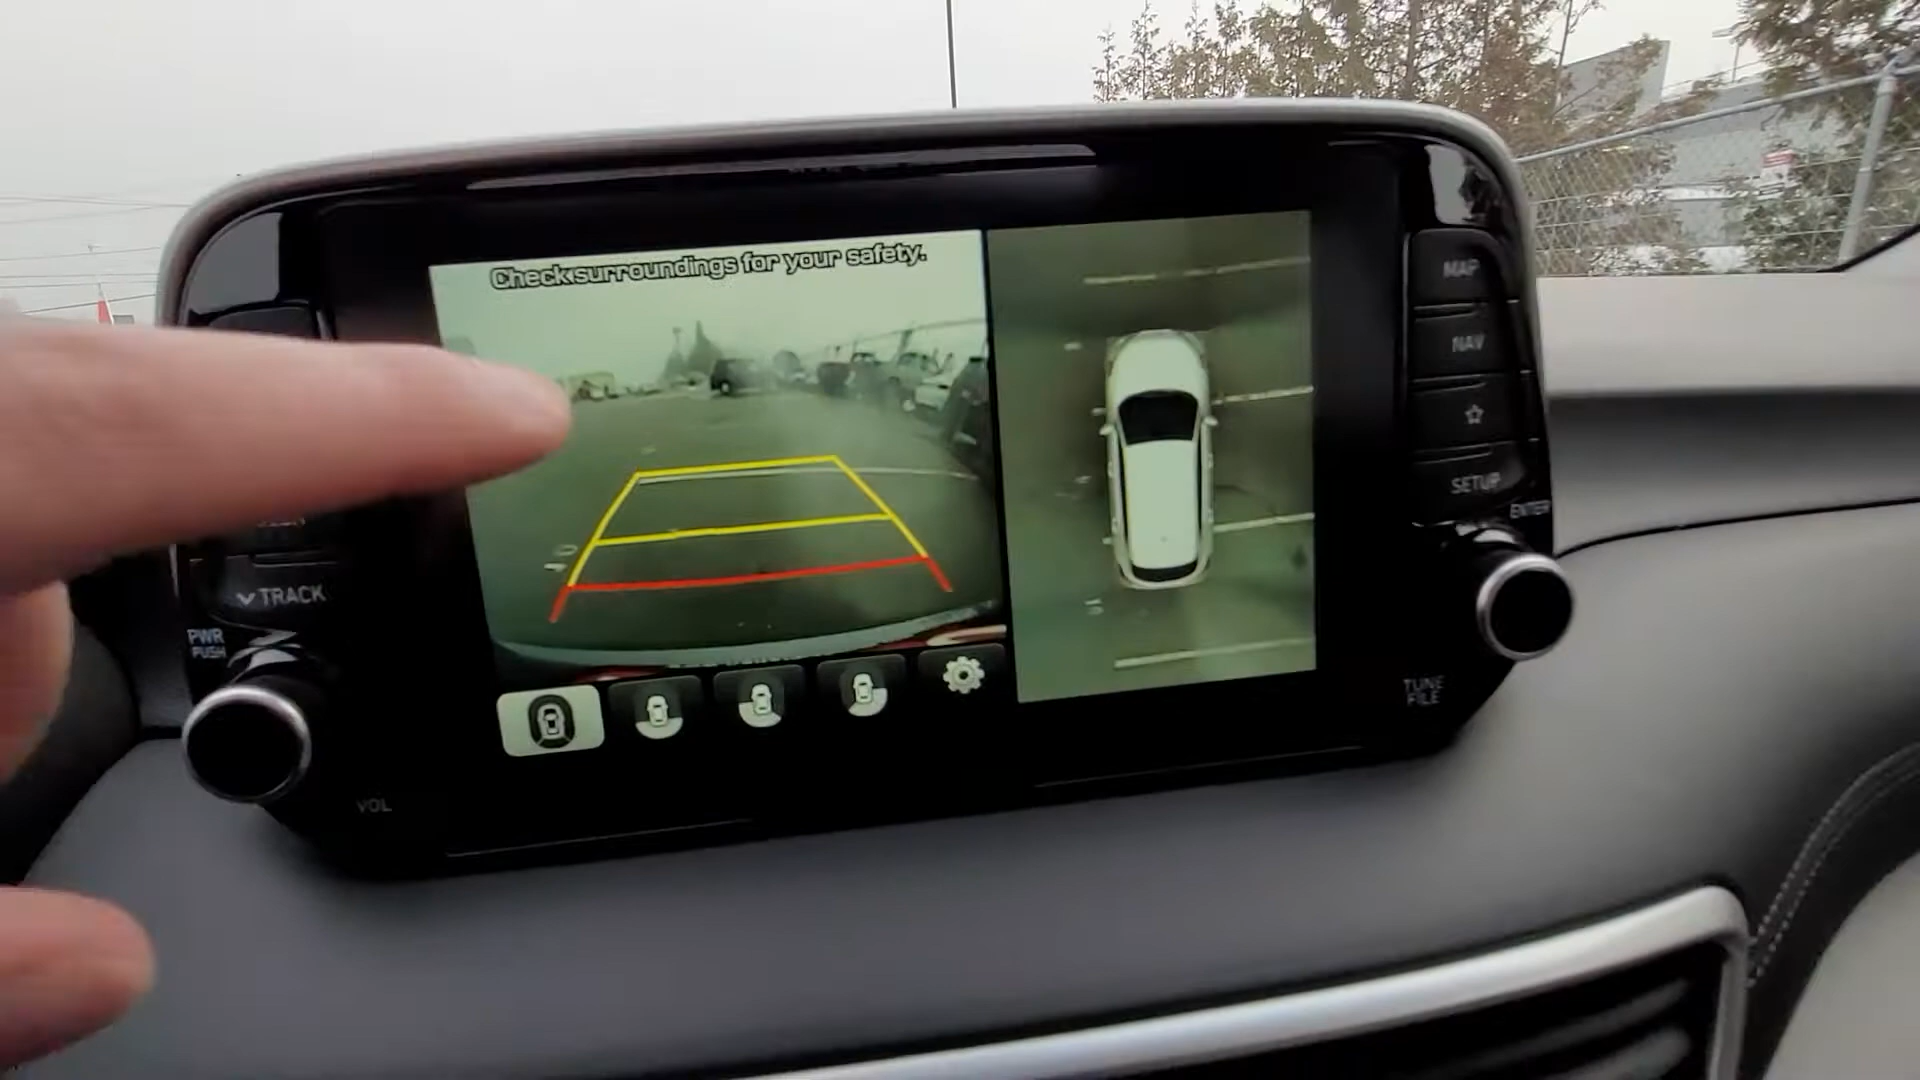 Check surroundings for your safety.
MAP
NAV
SETUP
ENTER
TRACK
PWR
PUSH
VOL
TUNE
FILE